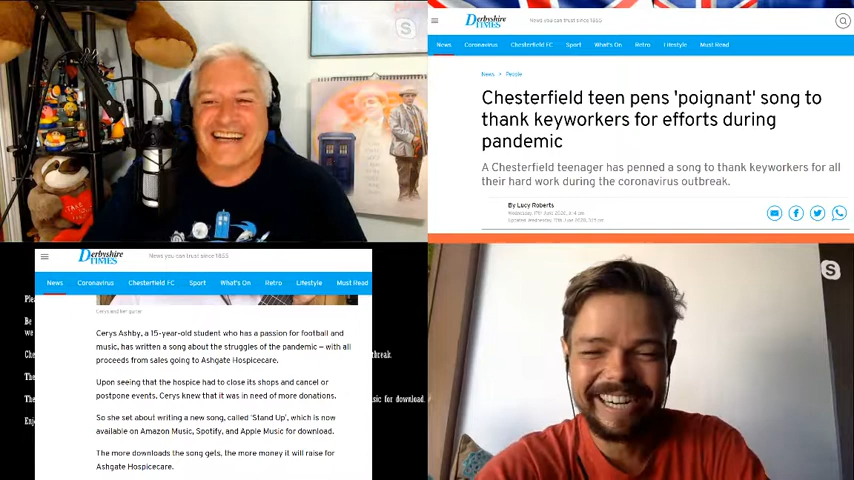 Derbyshire
TIMES
News you can trust since 1855
News
Coronavirus
Chesterfield FC
Sport
What's On
Retro
Lifestyle
Must Read
News > People
Chesterfield teen pens 'poignant' song to
thank keyworkers for efforts during
pandemic
A Chesterfield teenager has penned a song to thank keyworkers for all
their hard work during the coronavirus outbreak.
By Lucy Roberts
Derbyshire
TIMES
News you can trust since 1855
News
Coronavirus
Chesterfield FC
Sport
What's On
Retro
Lifestyle
Must Read
Cerys and her guitar
Cerys Ashby, a 15-year-old student who has a passion for football and
music, has written a song about the struggles of the pandemic – with all
proceeds from sales going to Ashgate Hospicecare.
Upon seeing that the hospice had to close its shops and cancel or
postpone events, Cerys knew that it was in need of more donations.
So she set about writing a new song, called 'Stand Up', which is now
available on Amazon Music, Spotify, and Apple Music for download.
The more downloads the song gets, the more money it will raise for
Ashgate Hospicecare.
for download.